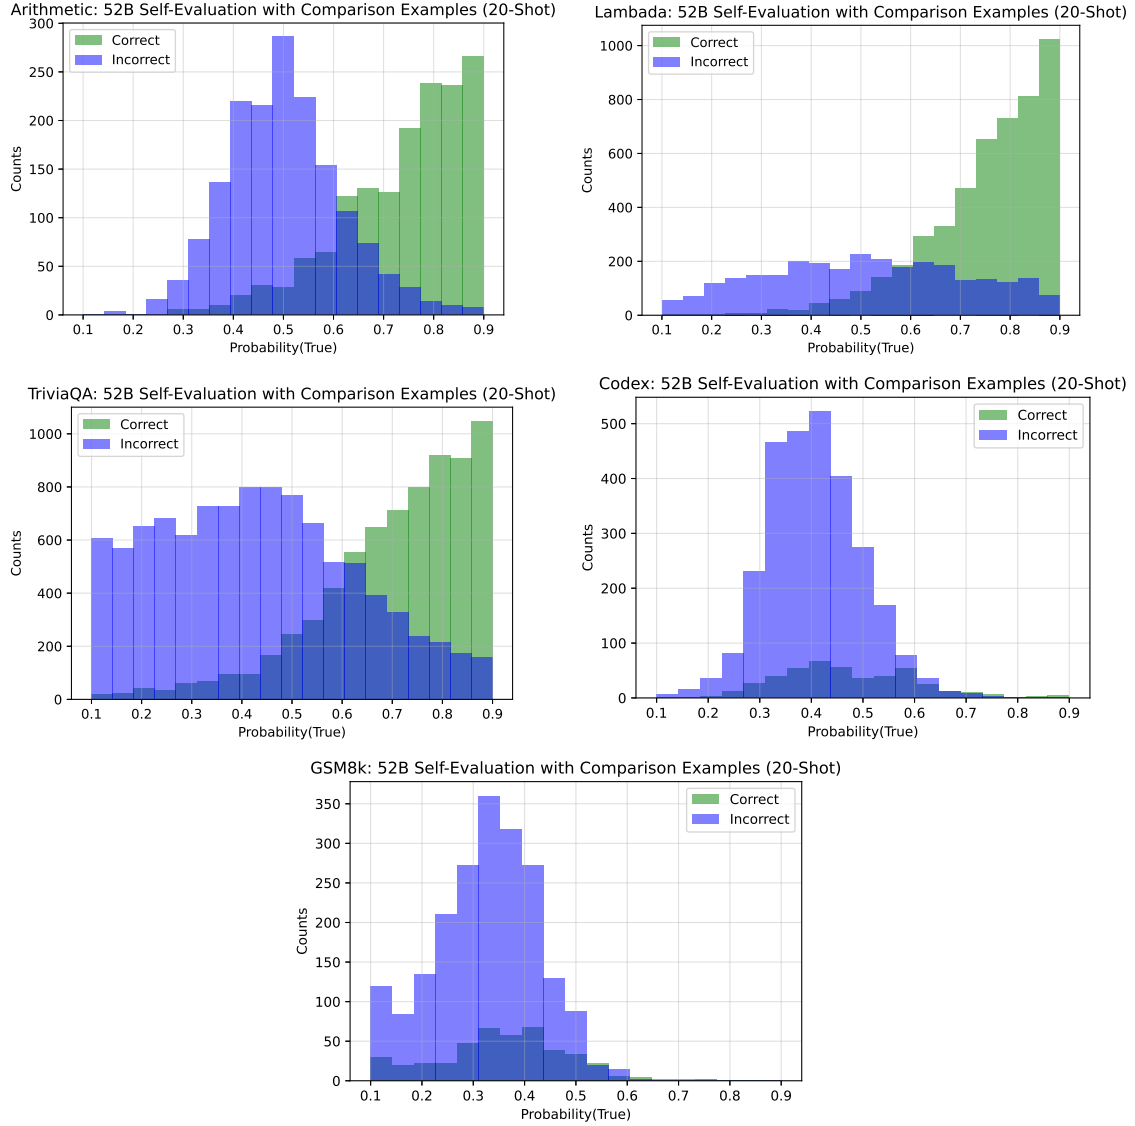 Arithmetic: 52B Self-Evaluation with Comparison Examples (20-Shot)
Correct
Incorrect
Counts
300
250
200
150
100
50
0
0.1 0.2 0.3 0.4 0.5 0.6 0.7 0.8 0.9
Probability(True)
Lambada: 52B Self-Evaluation with Comparison Examples (20-Shot)
Correct
Incorrect
Counts
1000
800
600
400
200
0
0.1 0.2 0.3 0.4 0.5 0.6 0.7 0.8 0.9
Probability(True)
TriviaQA: 52B Self-Evaluation with Comparison Examples (20-Shot)
Correct
Incorrect
Counts
1000
800
600
400
200
0
0.1 0.2 0.3 0.4 0.5 0.6 0.7 0.8 0.9
Probability(True)
Codex: 52B Self-Evaluation with Comparison Examples (20-Shot)
Correct
Incorrect
Counts
500
400
300
200
100
0
0.1 0.2 0.3 0.4 0.5 0.6 0.7 0.8 0.9
Probability(True)
GSM8k: 52B Self-Evaluation with Comparison Examples (20-Shot)
Correct
Incorrect
Counts
350
300
250
200
150
100
50
0
0.1 0.2 0.3 0.4 0.5 0.6 0.7 0.8 0.9
Probability(True)